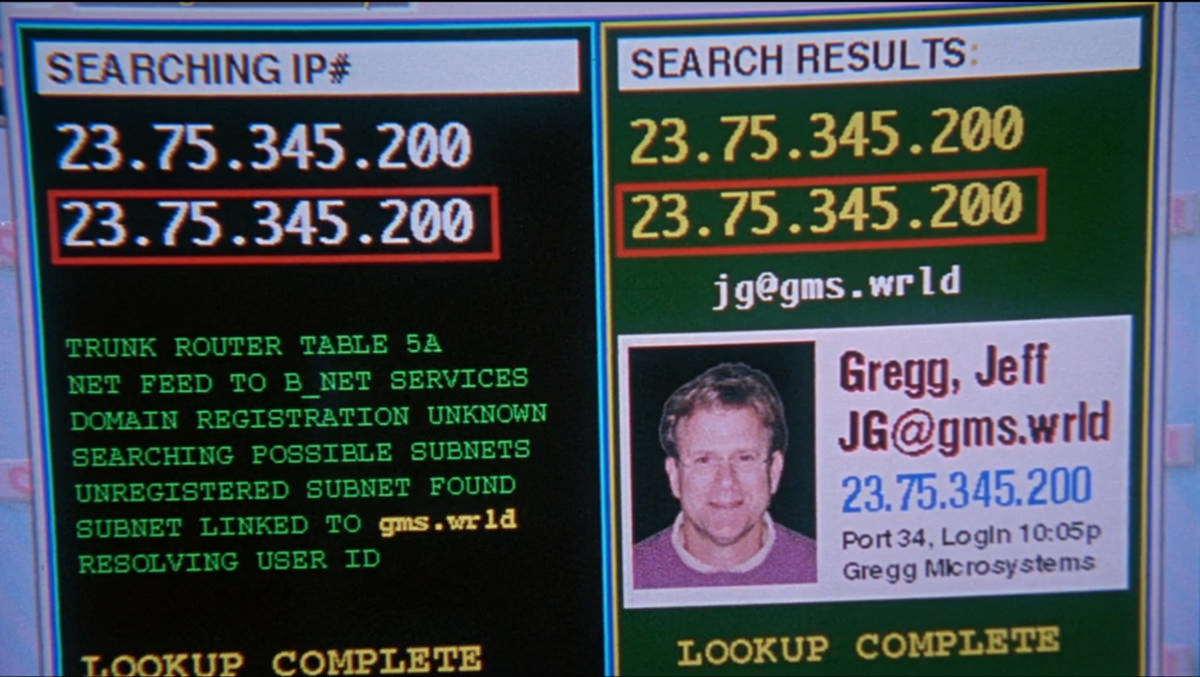 SEARCHING IP#
23.75.345.200
23.75.345.200
TRUNK ROUTER TABLE 5A
NET FEED TO B_NET SERVICES
DOMAIN REGISTRATION UNKNOWN
SEARCHING POSSIBLE SUBNETS
UNREGISTERED SUBNET FOUND
SUBNET LINKED TO gms.wrld
RESOLVING USER ID
LOOKUP COMPLETE
SEARCH RESULTS:
23.75.345.200
23.75.345.200
jg@gms.wrld
Gregg, Jeff
JG@gms.wrld
23.75.345.200
Port 34, Login 10:05p
Gregg Microsystems
LOOKUP COMPLETE